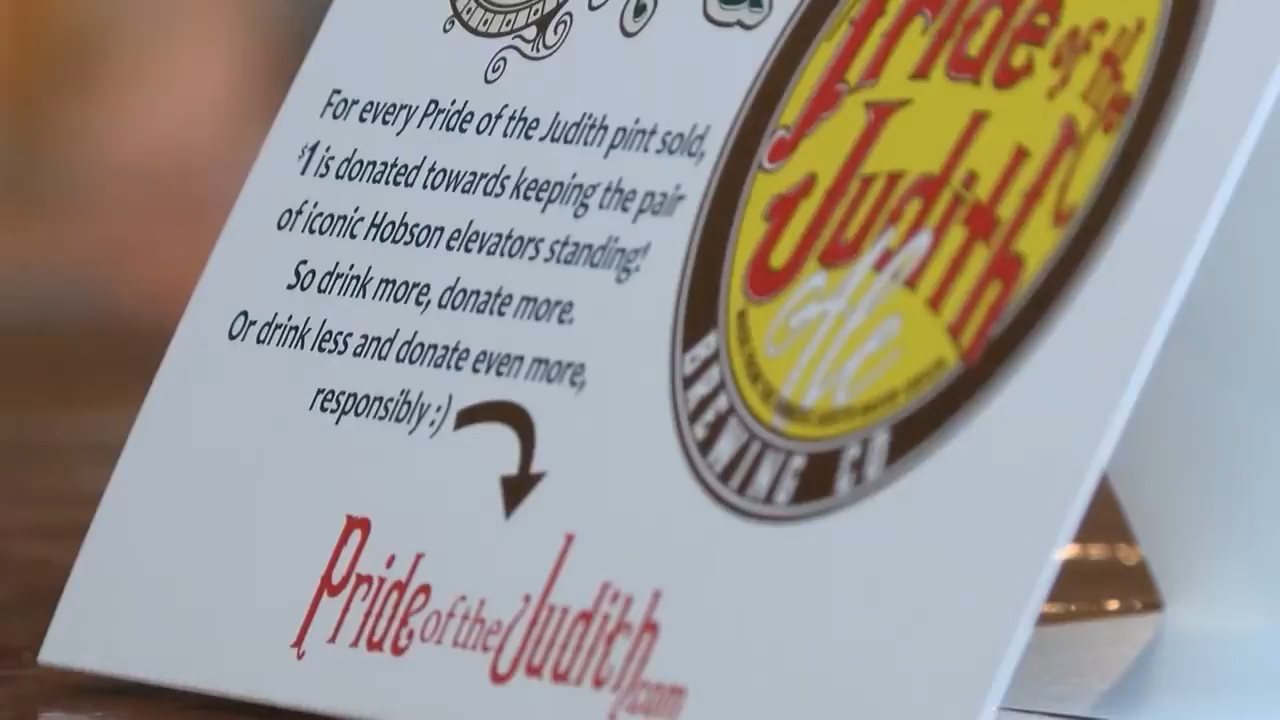 For every Pride of the Judith pint sold,
$1 is donated towards keeping the pair
of iconic Hobson elevators standing!
So drink more, donate more.
Or drink less and donate even more,
responsibly :)
Pride of the Judith.com
Pride of the
Judith
Ale
BREWING CO